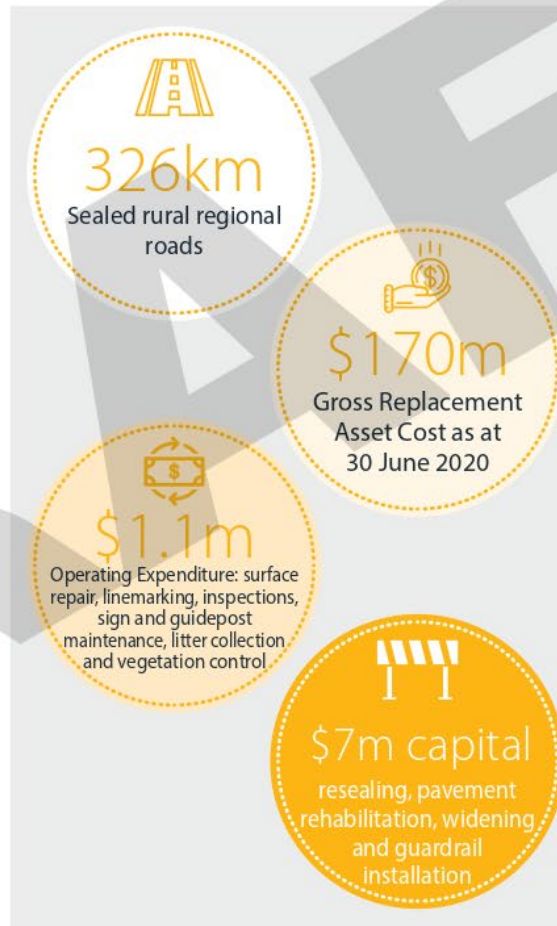 326km
Sealed rural regional
roads
$170m
Gross Replacement
Asset Cost as at
30 June 2020
$1.1m
Operating Expenditure: surface
repair, linemarking, inspections,
sign and guidepost
maintenance, litter collection
and vegetation control
$7m capital
resealing, pavement
rehabilitation, widening
and guardrail
installation